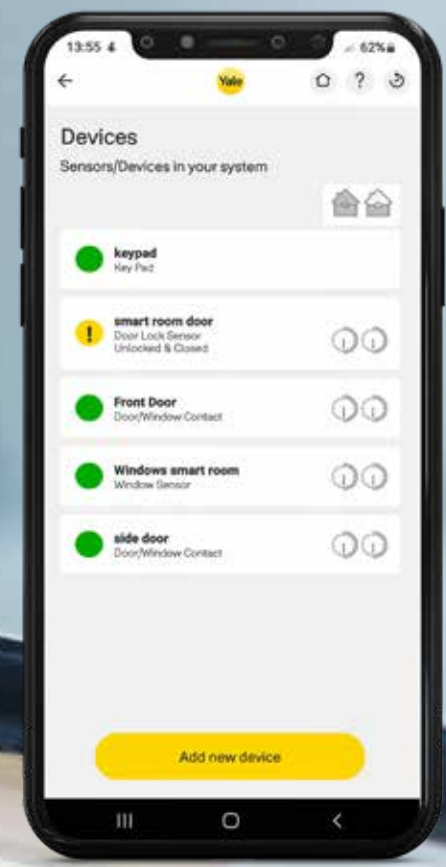 13:55 4 62%
Yale ?
Devices
Sensors/Devices in your system
keypad
Key Pad
!
smart room door
Door Lock Sensor
Unlocked & Closed
Front Door
Door/Window Contact
Windows smart room
Window Sensor
side door
Door/Window Contact
Add new device